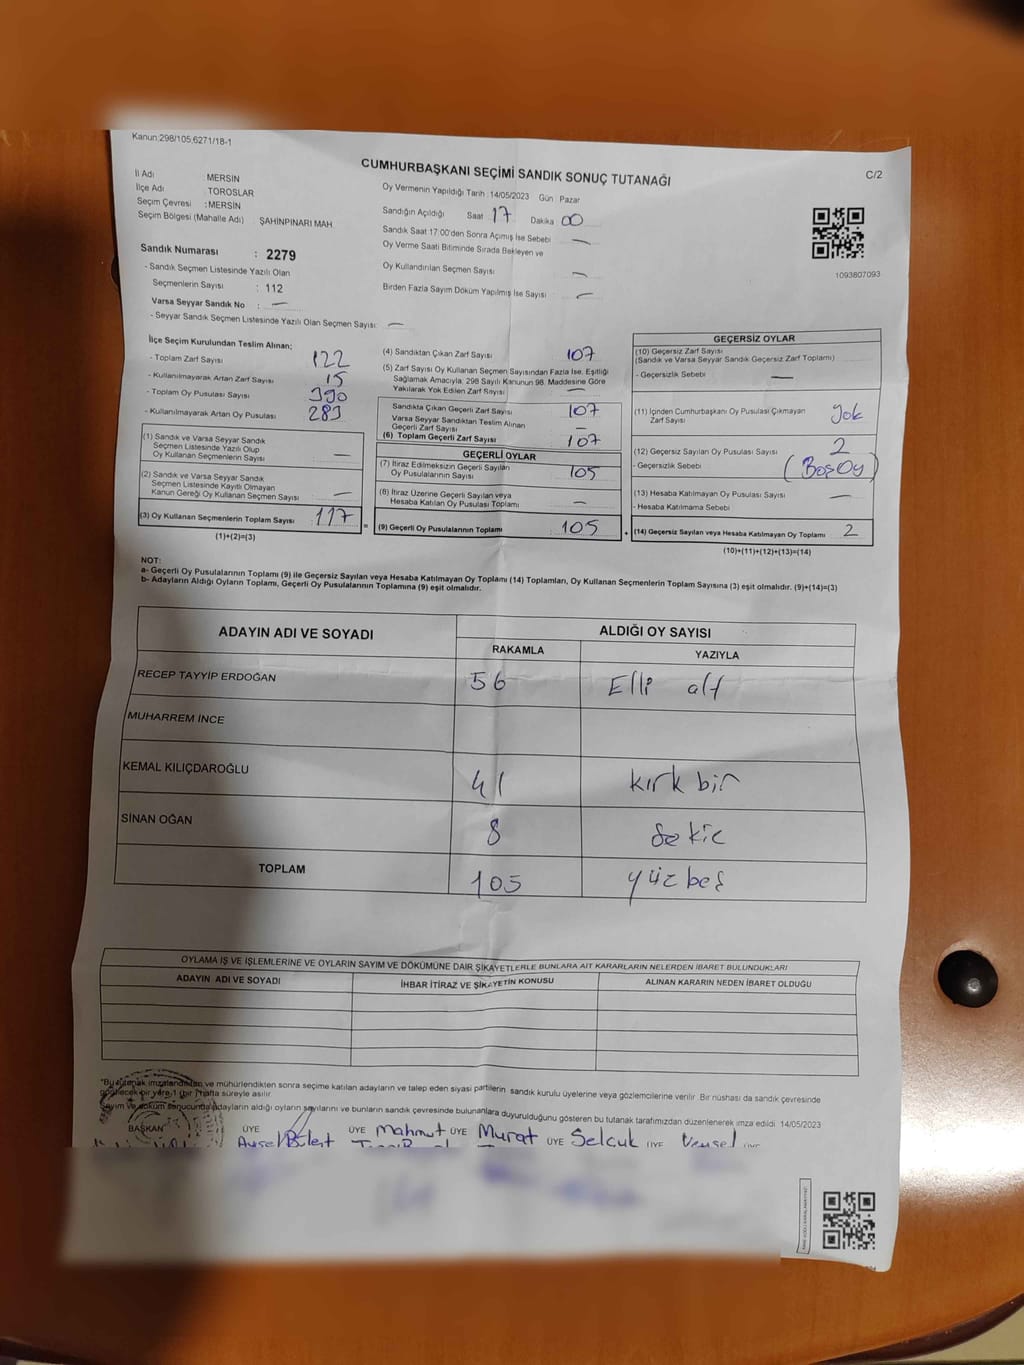 Kanun:298/105,6271/18-1
CUMHURBAŞKANI SEÇİMİ SANDIK SONUÇ TUTANAĞI
C/2
İl Adı MERSİN
İlçe Adı TOROSLAR
Seçim Çevresi : MERSİN
Seçim Bölgesi (Mahalle Adı) ŞAHİNPINARI MAH.
Sandık Numarası : 2279
- Sandık Seçmen Listesinde Yazılı Olan
Seçmenlerin Sayısı : 112
Varsa Seyyar Sandık No : —
- Seyyar Sandık Seçmen Listesinde Yazılı Olan Seçmen Sayısı: —
Oy Vermenin Yapıldığı Tarih : 14/05/2023 Gün : Pazar
Sandığın Açıldığı Saat 17 Dakika 00
Sandık Saat 17:00'den Sonra Açımış İse Sebebi —
Oy Verme Saati Bitiminde Sırada Bekleyen ve
Oy Kullandırılan Seçmen Sayısı —
Birden Fazla Sayım Döküm Yapılmış İse Sayısı —
1093807093
İlçe Seçim Kurulundan Teslim Alınan;
- Toplam Zarf Sayısı 122
- Kullanılmayarak Artan Zarf Sayısı 15
- Toplam Oy Pusulası Sayısı 390
- Kullanılmayarak Artan Oy Pusulası 283
(1) Sandık ve Varsa Seyyar Sandık
Seçmen Listesinde Yazılı Olup
Oy Kullanan Seçmenlerin Sayısı —
(2) Sandık ve Varsa Seyyar Sandık
Seçmen Listesinde Kayıtlı Olmayan
Kanun Gereği Oy Kullanan Seçmen Sayısı —
(3) Oy Kullanan Seçmenlerin Toplam Sayısı 117
(1)+(2)=(3)
(4) Sandıktan Çıkan Zarf Sayısı 107
(5) Zarf Sayısı Oy Kullanan Seçmen Sayısından Fazla İse, Eşitliği
Sağlamak Amacıyla, 298 Sayılı Kanunun 98. Maddesine Göre
Yakılarak Yok Edilen Zarf Sayısı —
Sandıkta Çıkan Geçerli Zarf Sayısı 107
Varsa Seyyar Sandıktan Teslim Alınan
Geçerli Zarf Sayısı —
(6) Toplam Geçerli Zarf Sayısı 107
GEÇERLİ OYLAR
(7) İtiraz Edilmeksizin Geçerli Sayılan
Oy Pusulalarının Sayısı 105
(8) İtiraz Üzerine Geçerli Sayılan veya
Hesaba Katılan Oy Pusulası Toplamı —
= (9) Geçerli Oy Pusulalarının Toplamı 105
GEÇERSİZ OYLAR
(10) Geçersiz Zarf Sayısı
(Sandık ve Varsa Seyyar Sandık Geçersiz Zarf Toplamı)
- Geçersizlik Sebebi —
(11) İçinden Cumhurbaşkanı Oy Pusulası Çıkmayan
Zarf Sayısı yok
(12) Geçersiz Sayılan Oy Pusulası Sayısı 2
- Geçersizlik Sebebi (Boş Oy)
(13) Hesaba Katılmayan Oy Pusulası Sayısı —
- Hesaba Katılmama Sebebi
+ (14) Geçersiz Sayılan veya Hesaba Katılmayan Oy Toplamı 2
(10)+(11)+(12)+(13)=(14)
NOT:
a- Geçerli Oy Pusulalarının Toplamı (9) ile Geçersiz Sayılan veya Hesaba Katılmayan Oy Toplamı (14) Toplamları, Oy Kullanan Seçmenlerin Toplam Sayısına (3) eşit olmalıdır. (9)+(14)=(3)
b- Adayların Aldığı Oyların Toplamı, Geçerli Oy Pusulalarının Toplamına (9) eşit olmalıdır.
ADAYIN ADI VE SOYADI ALDIĞI OY SAYISI
RAKAMLA YAZIYLA
RECEP TAYYİP ERDOĞAN 56 Elli alt
MUHARREM İNCE
KEMAL KILIÇDAROĞLU 41 kırk bir
SİNAN OĞAN 8 Sekiz
TOPLAM 105 yüz beş
OYLAMA İŞ VE İŞLEMLERİNE VE OYLARIN SAYIM VE DÖKÜMÜNE DAİR ŞİKAYETLERLE BUNLARA AİT KARARLARIN NELERDEN İBARET BULUNDUKLARI
ADAYIN ADI VE SOYADI İHBAR İTİRAZ VE ŞİKAYETİN KONUSU ALINAN KARARIN NEDEN İBARET OLDUĞU
*Bu tutanak imzalandıktan ve mühürlendikten sonra seçime katılan adayların ve talep eden siyasi partilerin sandık kurulu üyelerine veya gözlemcilerine verilir. Bir nüshası da sandık çevresinde
görülecek bir yere 1 (bir) hafta süreyle asılır.
Sayım ve döküm sonucunda adayların aldığı oyların sayılarını ve bunların sandık çevresinde bulunanlara duyurulduğunu gösteren bu tutanak tarafımızdan düzenlenerek imza edildi. 14/05/2023
BAŞKAN ÜYE ÜYE Mahmut ÜYE Murat ÜYE Selcuk ÜYE Veysel
Aysel Bülest